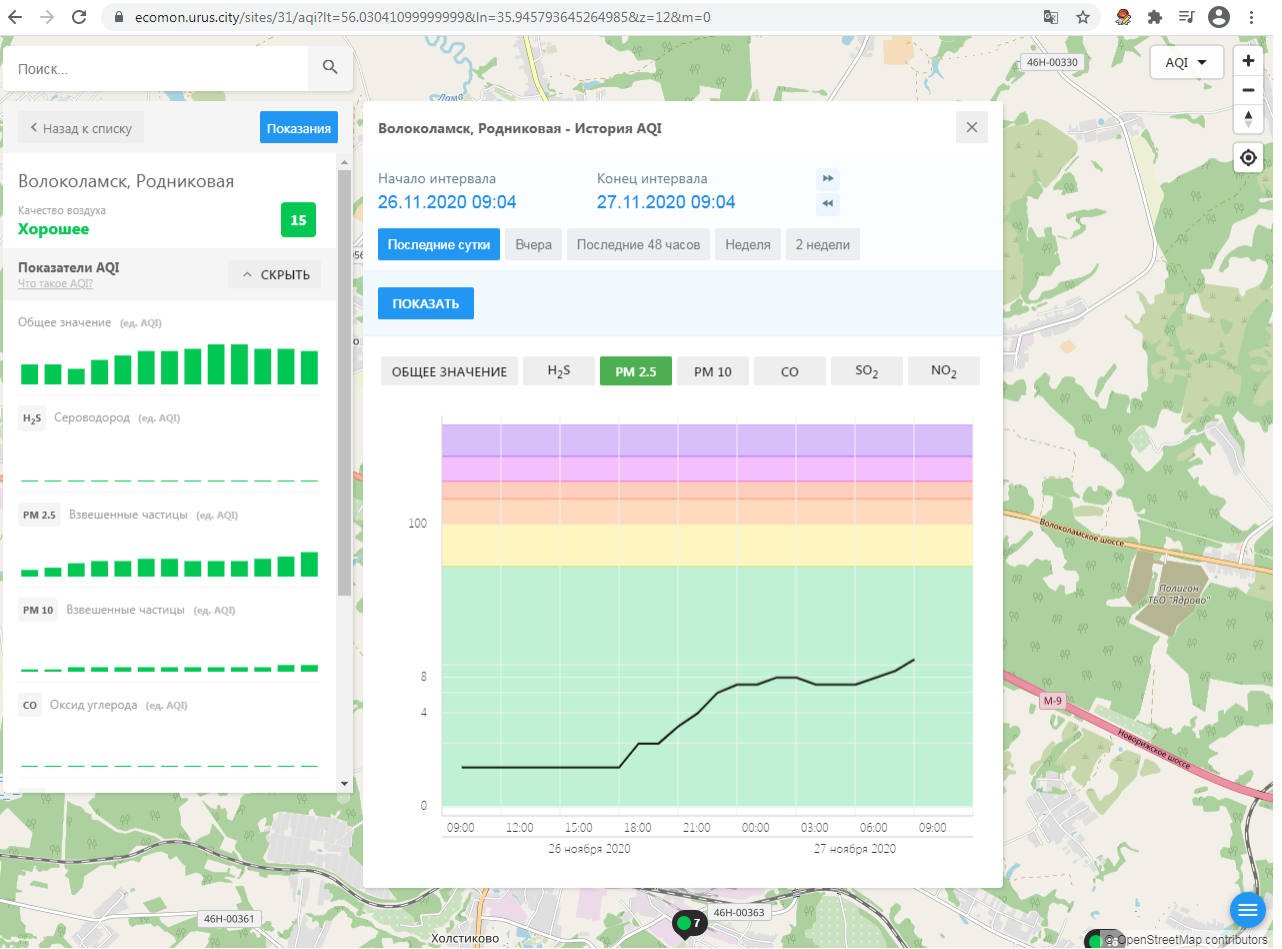 ecomon.urus.city/sites/31/aqi?lt=56.03041099999999&ln=35.945793645264985&z=12&m=0
Поиск...
46Н-00330
AQI
Назад к списку
Показания
Волоколамск, Родниковая
Качество воздуха
Хорошее
15
Показатели AQI
Что такое AQI?
СКРЫТЬ
Общее значение (ед. AQI)
H2S Сероводород (ед. AQI)
PM 2.5 Взвешенные частицы (ед. AQI)
PM 10 Взвешенные частицы (ед. AQI)
CO Оксид углерода (ед. AQI)
Волоколамск, Родниковая - История AQI
Начало интервала
Конец интервала
26.11.2020 09:04
27.11.2020 09:04
Последние сутки
Вчера
Последние 48 часов
Неделя
2 недели
ПОКАЗАТЬ
ОБЩЕЕ ЗНАЧЕНИЕ
H2S
PM 2.5
PM 10
CO
SO2
NO2
100
8
4
0
09:00 12:00 15:00 18:00 21:00 00:00 03:00 06:00 09:00
26 ноября 2020 27 ноября 2020
Волоколамское шоссе
Полигон
ТБО "Ядрово"
М-9
Новорижское шоссе
46Н-00361
46Н-00363
7
Холстиково
© OpenStreetMap contributors